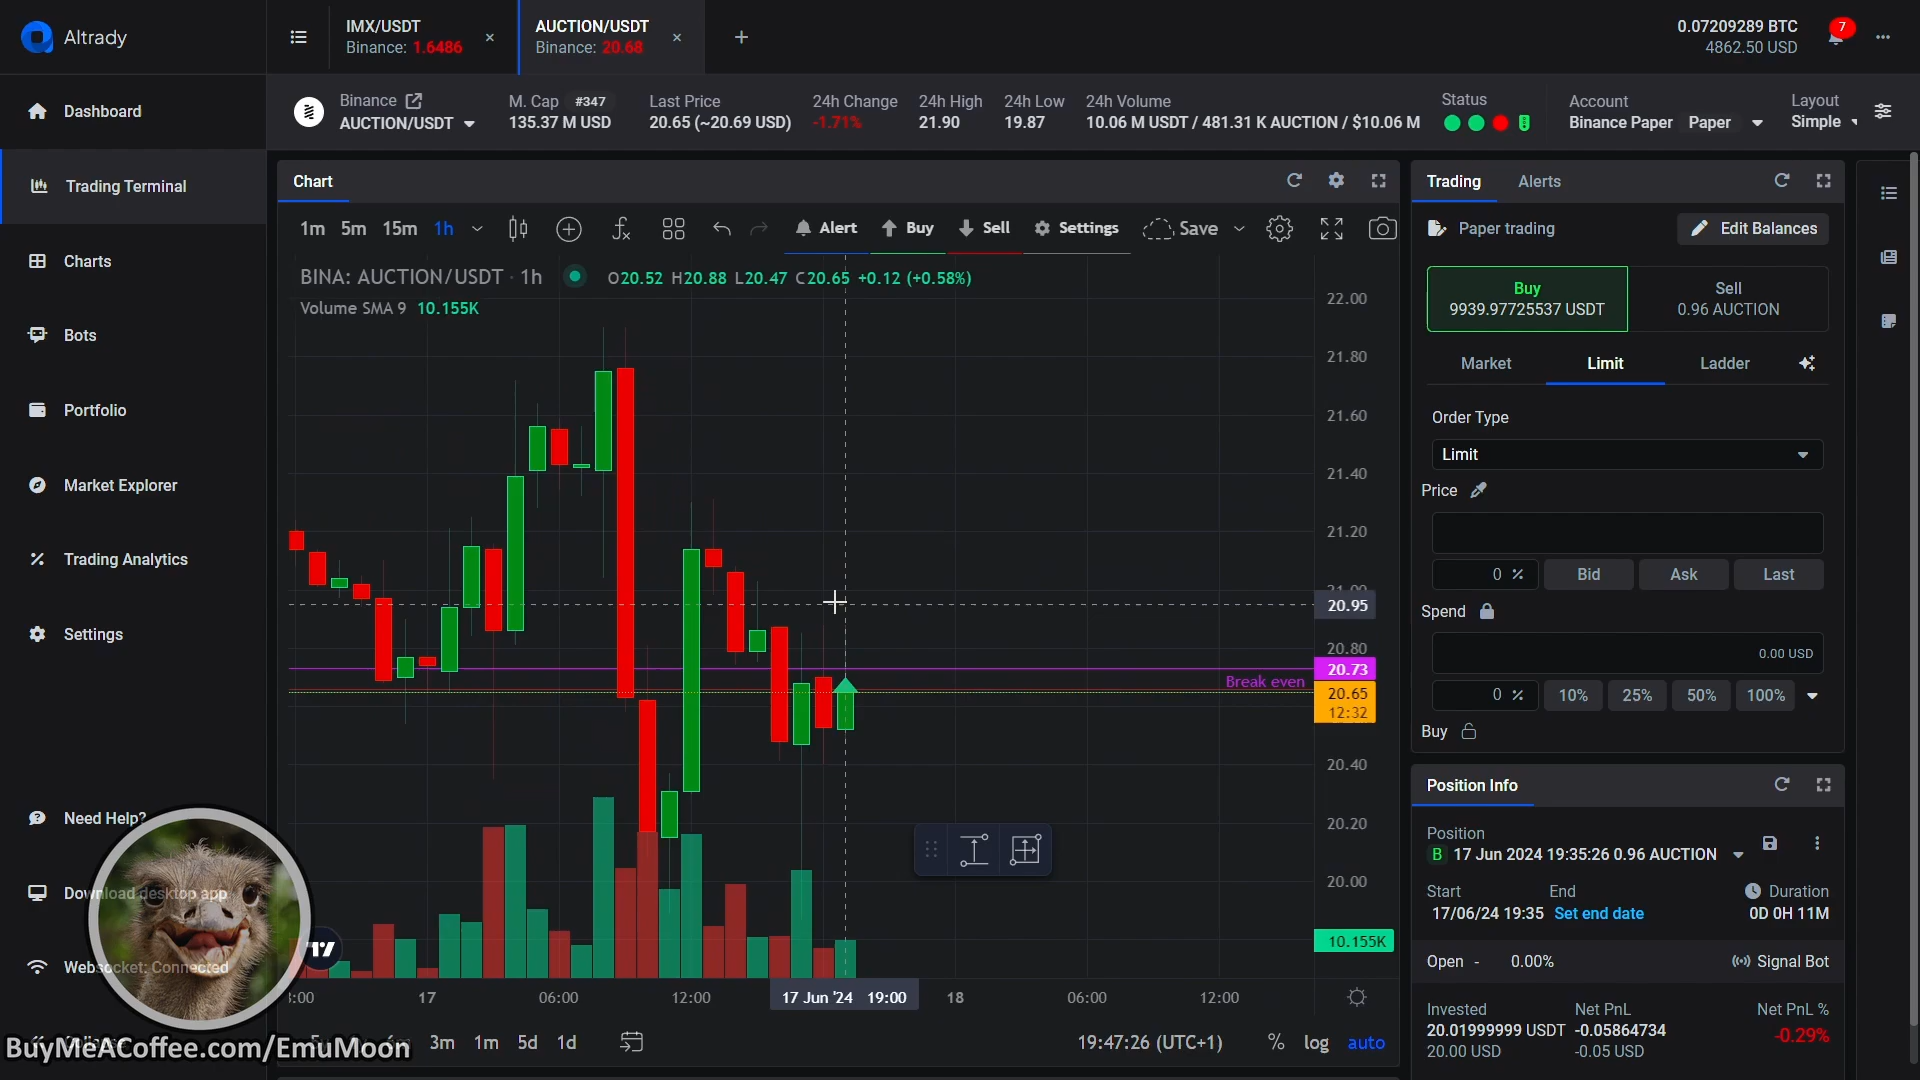 Altrady
IMX/USDT
Binance: 1.6486
×
AUCTION/USDT
Binance: 20.68
×
+
0.07209289 BTC
4862.50 USD
7
Dashboard
Trading Terminal
Charts
Bots
Portfolio
Market Explorer
Trading Analytics
Settings
Need Help?
Download desktop app
Websocket: Connected
BuyMeACoffee.com/EmuMoon
Binance
AUCTION/USDT
M. Cap #347
135.37 M USD
Last Price
20.65 (~20.69 USD)
24h Change
-1.71%
24h High
21.90
24h Low
19.87
24h Volume
10.06 M USDT / 481.31 K AUCTION / $10.06 M
Status
Account
Binance Paper Paper
Layout
Simple
Chart
1m 5m 15m 1h
Alert Buy Sell Settings Save
BINA: AUCTION/USDT · 1h
O20.52 H20.88 L20.47 C20.65 +0.12 (+0.58%)
Volume SMA 9 10.155K
22.00
21.80
21.60
21.40
21.20
21.00
20.95
20.80
20.73
Break even
20.65
12:32
20.40
20.20
20.00
10.155K
17 06:00 12:00 17 Jun '24 19:00 18 06:00 12:00
3m 1m 5d 1d
19:47:26 (UTC+1) % log auto
Trading Alerts
Paper trading
Edit Balances
Buy
9939.97725537 USDT
Sell
0.96 AUCTION
Market Limit Ladder
Order Type
Limit
Price
0 % Bid Ask Last
Spend
0.00 USD
0 % 10% 25% 50% 100%
Buy
Position Info
Position
B 17 Jun 2024 19:35:26 0.96 AUCTION
Start End Duration
17/06/24 19:35 Set end date 0D 0H 11M
Open - 0.00% Signal Bot
Invested Net PnL Net PnL %
20.01999999 USDT -0.05864734 -0.29%
20.00 USD -0.05 USD